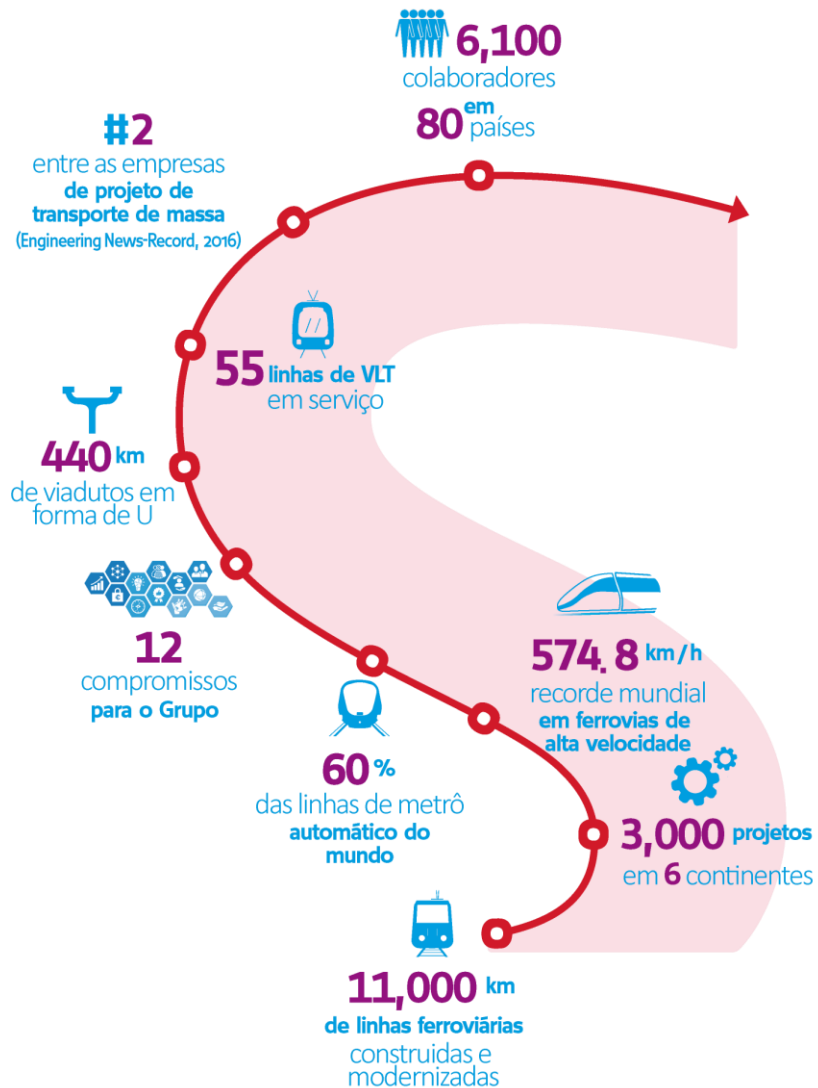 6,100
colaboradores
em
80 países
#2
entre as empresas
de projeto de
transporte de massa
(Engineering News-Record, 2016)
55 linhas de VLT
em serviço
440 km
de viadutos em
forma de U
12
compromissos
para o Grupo
574. 8 km/h
recorde mundial
em ferrovias de
alta velocidade
60 %
das linhas de metrô
automático do
mundo
3,000 projetos
em 6 continentes
11,000 km
de linhas ferroviárias
construidas e
modernizadas